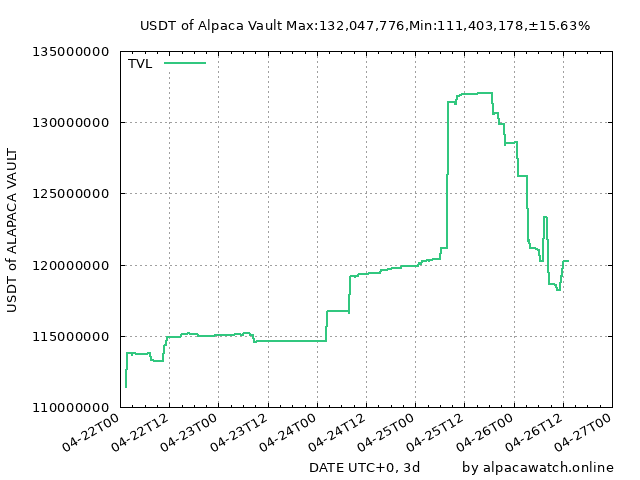 USDT of Alpaca Vault Max:132,047,776,Min:111,403,178,±15.63%
TVL
135000000
130000000
125000000
120000000
115000000
110000000
USDT of ALAPACA VAULT
04-22T00
04-22T12
04-23T00
04-23T12
04-24T00
04-24T12
04-25T00
04-25T12
04-26T00
04-26T12
04-27T00
DATE UTC+0, 3d
by alpacawatch.online